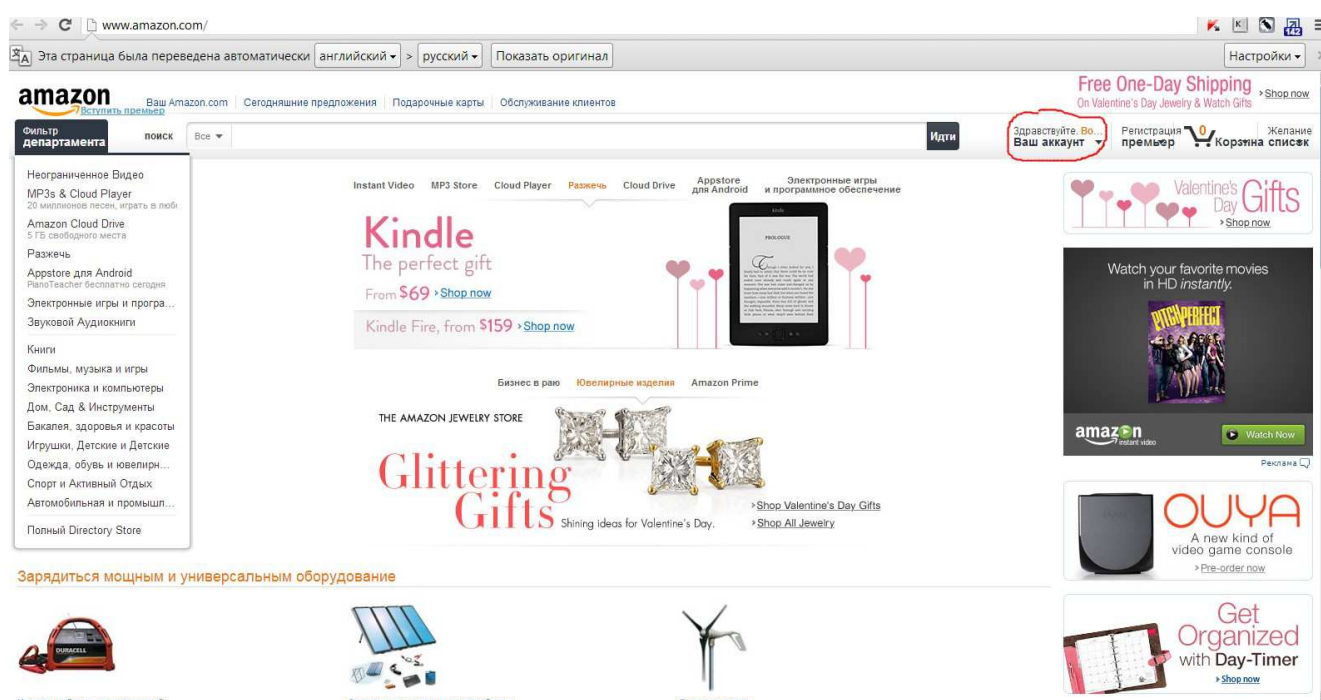 www.amazon.com/
142
Эта страница была переведена автоматически английский > русский Показать оригинал Настройки
amazon
Вступить премьер
Ваш Amazon.com Сегодняшние предложения Подарочные карты Обслуживание клиентов
Free One-Day Shipping
On Valentine's Day Jewelry & Watch Gifts
Shop now
Фильтр
департамента
поиск Все Идти
Здравствуйте. Во...
Ваш аккаунт
Регистрация
премьер
0
Корзина
Желание
список
Неограниченное Видео
MP3s & Cloud Player
20 миллионов песен, играть в любо
Amazon Cloud Drive
5 ГБ свободного места
Разжечь
Appstore для Android
PianoTeacher бесплатно сегодня
Электронные игры и програ...
Звуковой Аудиокниги
Книги
Фильмы, музыка и игры
Электроника и компьютеры
Дом, Сад & Инструменты
Бакалея, здоровья и красоты
Игрушки, Детские и Детские
Одежда, обувь и ювелирн...
Спорт и Активный Отдых
Автомобильная и промышл...
Полный Directory Store
Instant Video MP3 Store Cloud Player Разжечь Cloud Drive
Appstore
для Android
Электронные игры
и программное обеспечение
Kindle
The perfect gift
From $69 Shop now
Kindle Fire, from $159 Shop now
kindle
PROLOGUE
Бизнес в раю Ювелирные изделия Amazon Prime
THE AMAZON JEWELRY STORE
Glittering
Gifts
Shining ideas for Valentine's Day.
Shop Valentine's Day Gifts
Shop All Jewelry
Valentine's
Day Gifts
Shop now
Watch your favorite movies
in HD instantly.
PITCH PERFECT
amazon
instant video
Watch Now
Реклама
OUYA
A new kind of
video game console
Pre-order now
Get
Organized
with Day-Timer
Shop now
Зарядиться мощным и универсальным оборудование
DURACELL